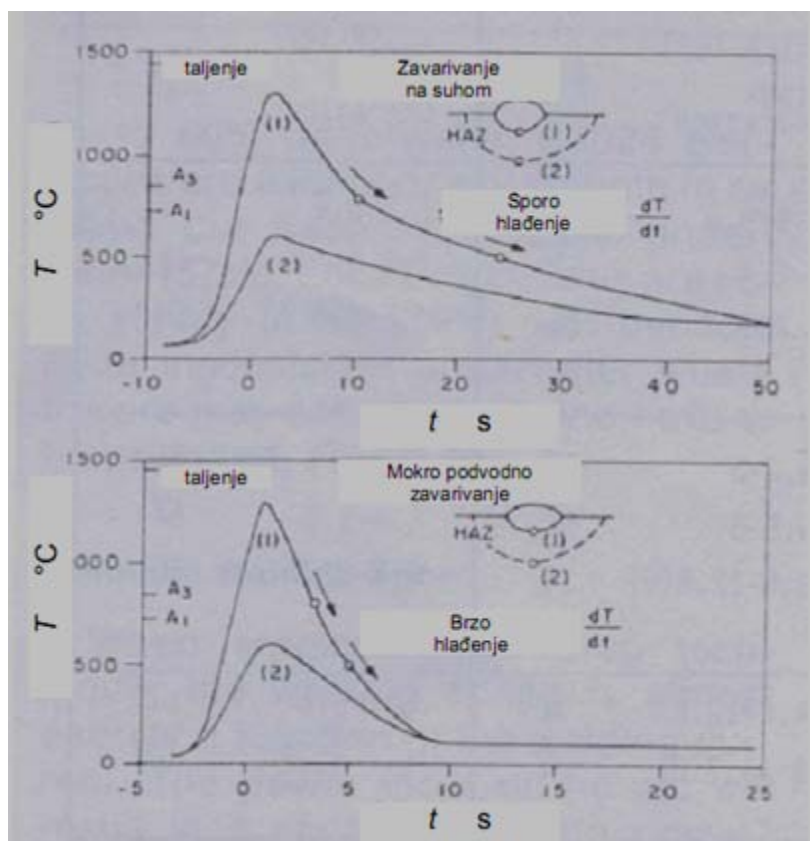 1500
taljenje
Zavarivanje
na suhom
(1)
HAZ
(1)
(2)
1000
A3
A1
T °C
Sporo
hlađenje
dT
dt
500
(2)
0
-10
0
10
20
30
40
50
t s
1500
taljenje
Mokro podvodno
zavarivanje
(1)
HAZ
(1)
(2)
000
A3
A1
T °C
Brzo
hlađenje
dT
dt
500
(2)
0
-5
0
5
10
15
20
25
t s